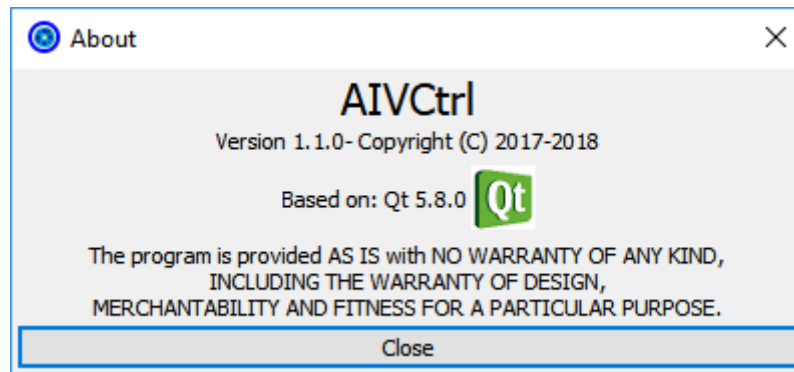 About
AIVCtrl
Version 1.1.0- Copyright (C) 2017-2018
Based on: Qt 5.8.0 Qt
The program is provided AS IS with NO WARRANTY OF ANY KIND,
INCLUDING THE WARRANTY OF DESIGN,
MERCHANTABILITY AND FITNESS FOR A PARTICULAR PURPOSE.
Close